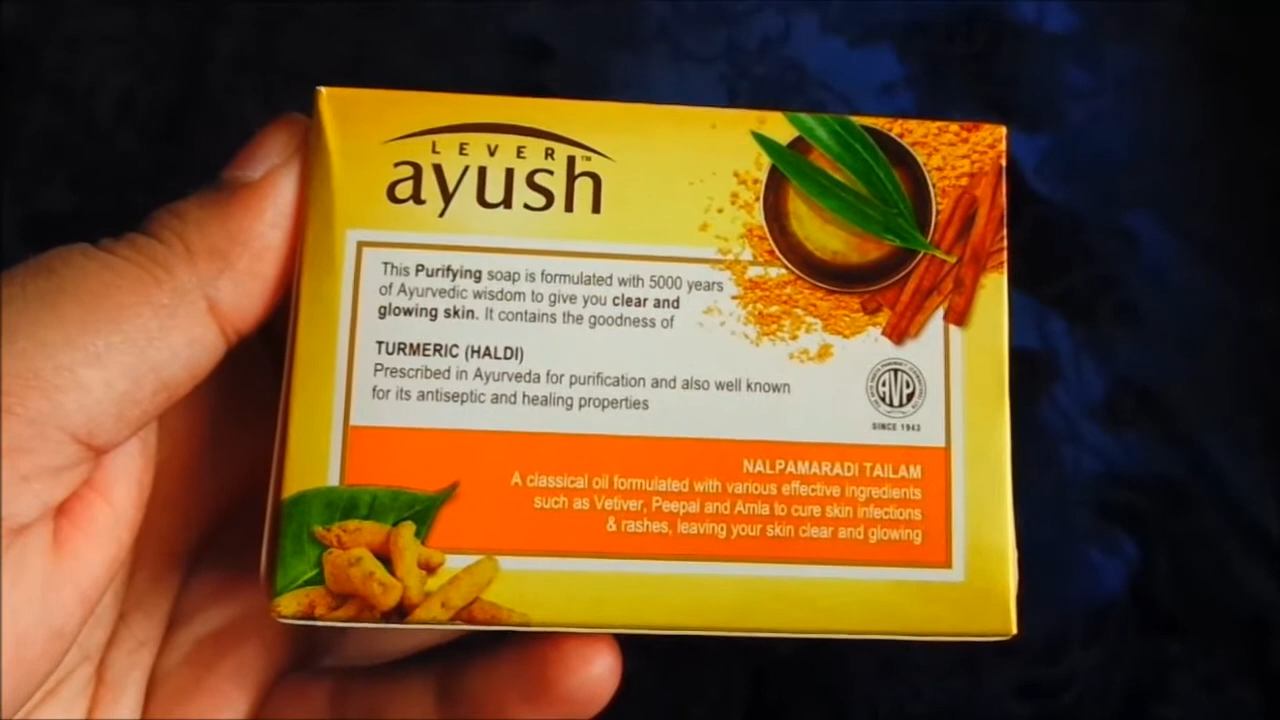 LEVER
ayush™
This Purifying soap is formulated with 5000 years
of Ayurvedic wisdom to give you clear and
glowing skin. It contains the goodness of
TURMERIC (HALDI)
Prescribed in Ayurveda for purification and also well known
for its antiseptic and healing properties
AVP
SINCE 1943
NALPAMARADI TAILAM
A classical oil formulated with various effective ingredients
such as Vetiver, Peepal and Amla to cure skin infections
& rashes, leaving your skin clear and glowing